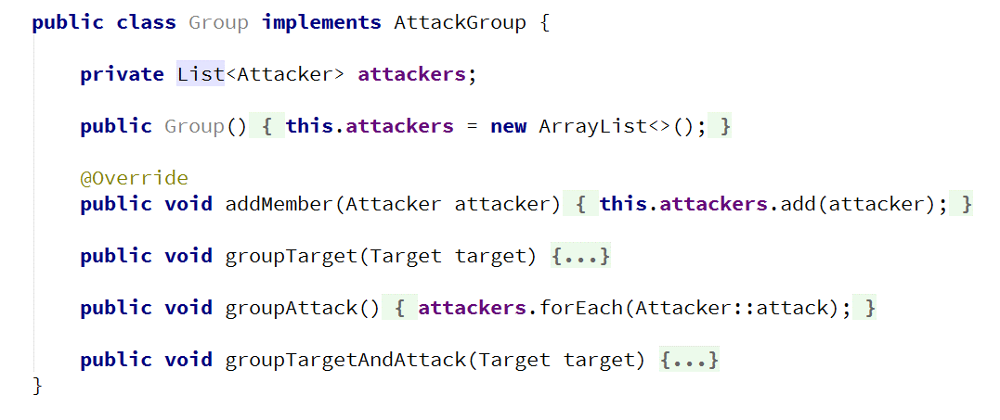 public class Group implements AttackGroup {
private List<Attacker> attackers;
public Group() { this.attackers = new ArrayList<>(); }
@Override
public void addMember(Attacker attacker) { this.attackers.add(attacker); }
public void groupTarget(Target target) {...}
public void groupAttack() { attackers.forEach(Attacker::attack); }
public void groupTargetAndAttack(Target target) {...}
}